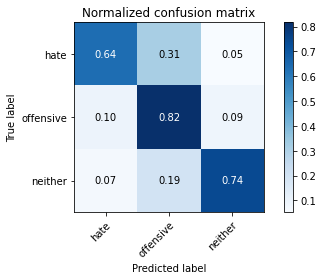 Normalized confusion matrix
True label
hate 0.64 0.31 0.05
offensive 0.10 0.82 0.09
neither 0.07 0.19 0.74
hate offensive neither
Predicted label
0.8
0.7
0.6
0.5
0.4
0.3
0.2
0.1